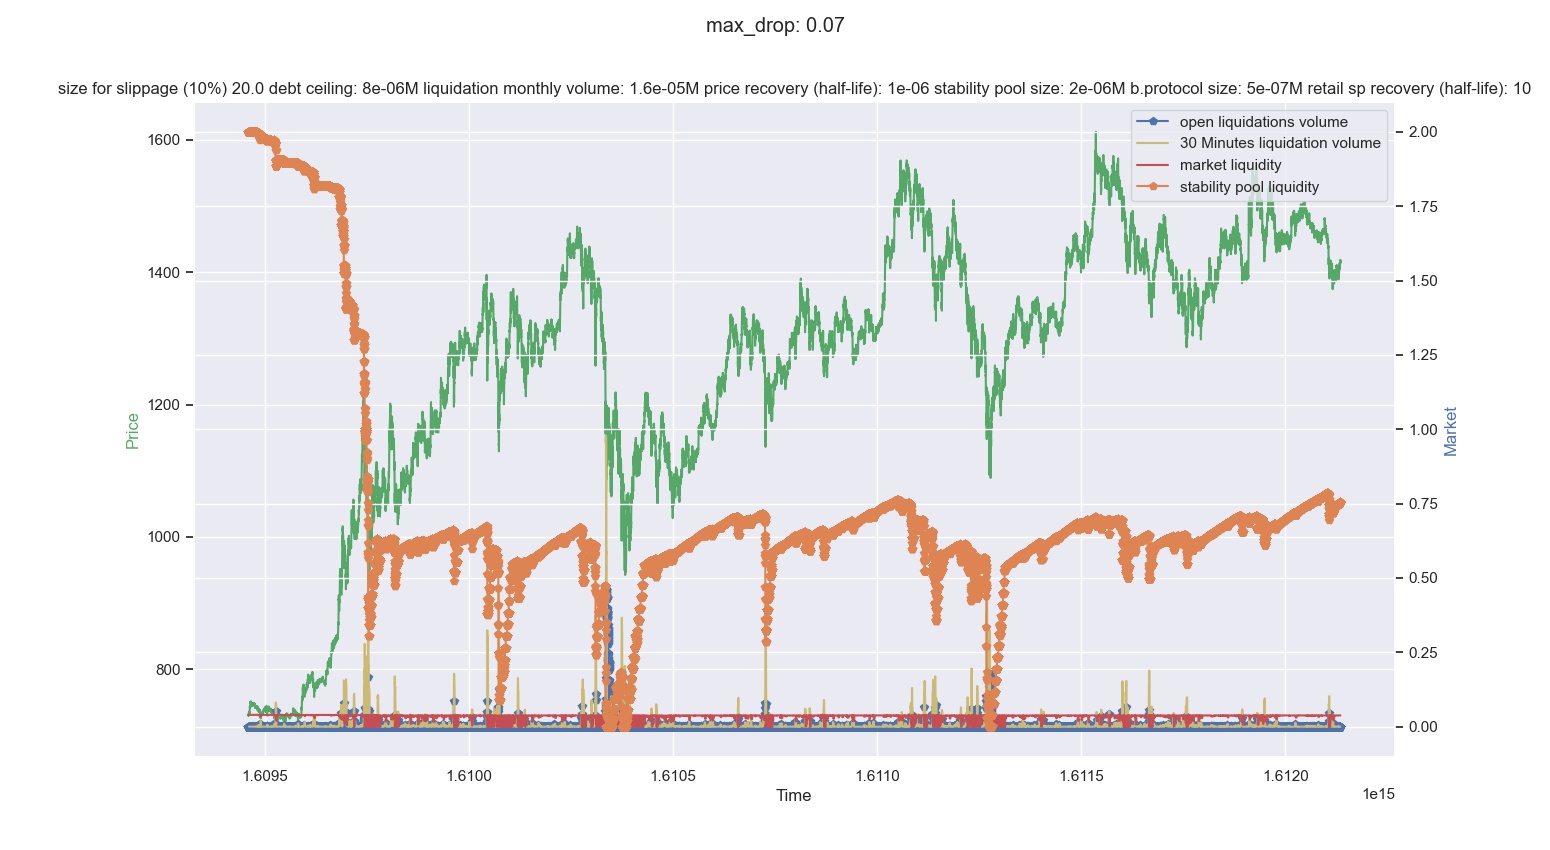 max_drop: 0.07
size for slippage (10%) 20.0 debt ceiling: 8e-06M liquidation monthly volume: 1.6e-05M price recovery (half-life): 1e-06 stability pool size: 2e-06M b.protocol size: 5e-07M retail sp recovery (half-life): 10
open liquidations volume
30 Minutes liquidation volume
market liquidity
stability pool liquidity
1600
1400
1200
1000
800
Price
2.00
1.75
1.50
1.25
1.00
0.75
0.50
0.25
0.00
Market
1.6095
1.6100
1.6105
1.6110
1.6115
1.6120
1e15
Time